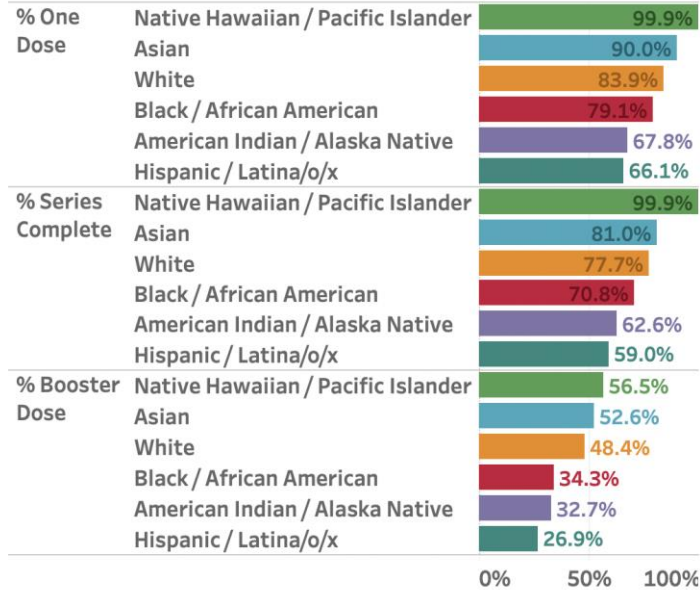 % One Dose
Native Hawaiian / Pacific Islander 99.9%
Asian 90.0%
White 83.9%
Black / African American 79.1%
American Indian / Alaska Native 67.8%
Hispanic / Latina/o/x 66.1%
% Series Complete
Native Hawaiian / Pacific Islander 99.9%
Asian 81.0%
White 77.7%
Black / African American 70.8%
American Indian / Alaska Native 62.6%
Hispanic / Latina/o/x 59.0%
% Booster Dose
Native Hawaiian / Pacific Islander 56.5%
Asian 52.6%
White 48.4%
Black / African American 34.3%
American Indian / Alaska Native 32.7%
Hispanic / Latina/o/x 26.9%
0% 50% 100%